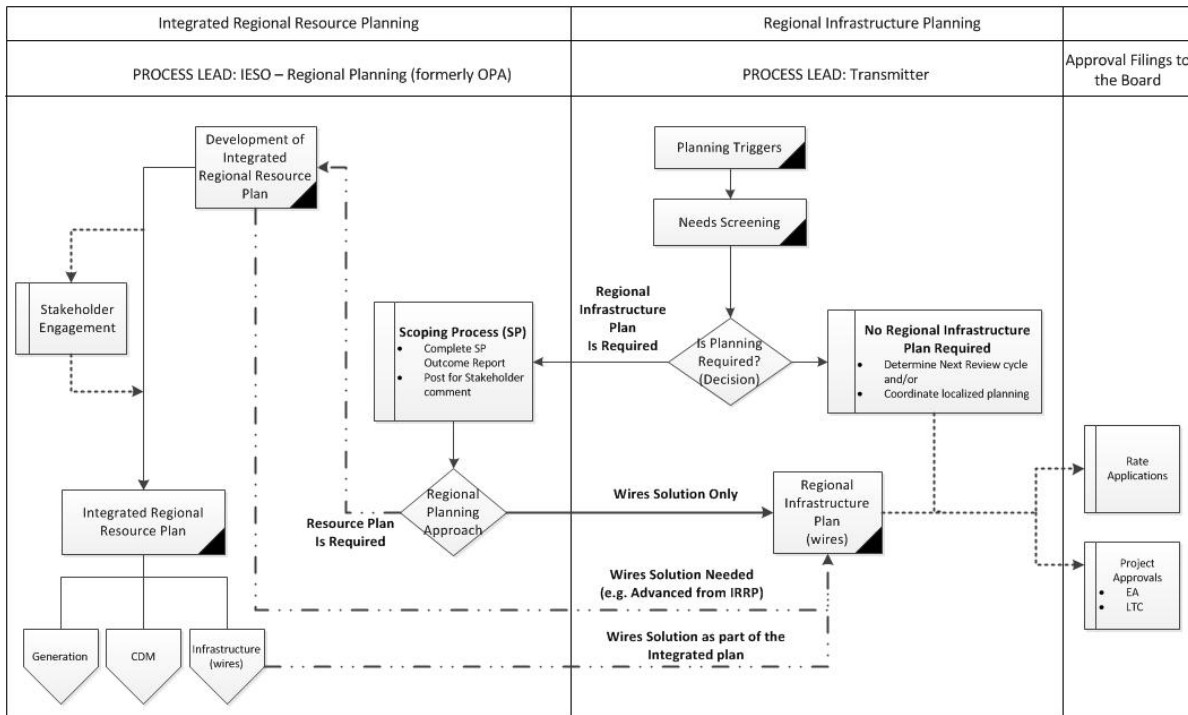 Integrated Regional Resource Planning
Regional Infrastructure Planning
PROCESS LEAD: IESO – Regional Planning (formerly OPA)
PROCESS LEAD: Transmitter
Approval Filings to
the Board
Development of
Integrated
Regional Resource
Plan
Stakeholder
Engagement
Integrated Regional
Resource Plan
Generation
CDM
Infrastructure
(wires)
Scoping Process (SP)
• Complete SP
Outcome Report
• Post for Stakeholder
comment
Regional
Planning
Approach
Resource Plan
Is Required
Planning Triggers
Needs Screening
Regional
Infrastructure
Plan
Is Required
Is Planning
Required?
(Decision)
No Regional Infrastructure
Plan Required
• Determine Next Review cycle
and/or
• Coordinate localized planning
Wires Solution Only
Regional
Infrastructure
Plan
(wires)
Wires Solution Needed
(e.g. Advanced from IRRP)
Wires Solution as part of the
Integrated plan
Rate
Applications
Project
Approvals
• EA
• LTC